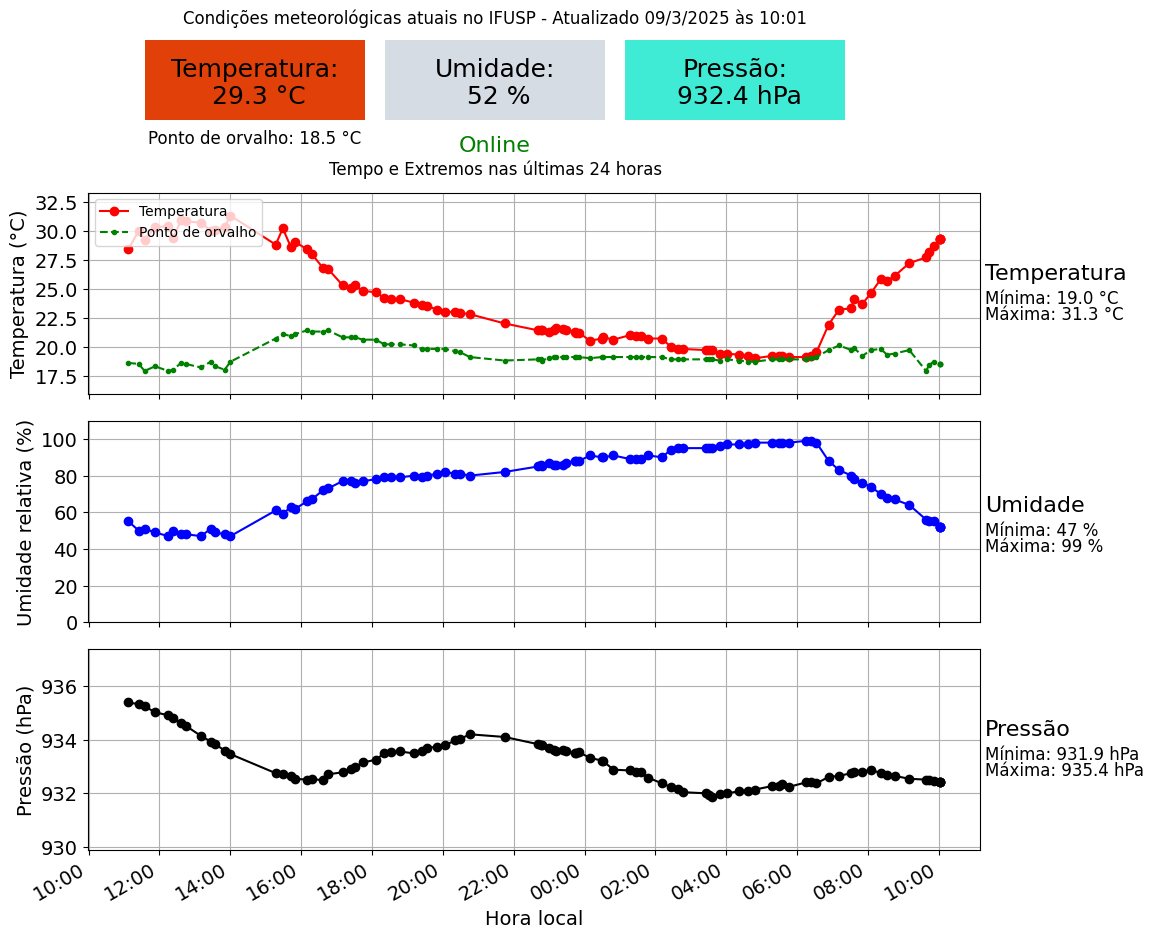 Condições meteorológicas atuais no IFUSP - Atualizado 09/3/2025 às 10:01
Temperatura:
29.3 °C
Umidade:
52 %
Pressão:
932.4 hPa
Ponto de orvalho: 18.5 °C
Online
Tempo e Extremos nas últimas 24 horas
Temperatura (°C)
32.5
30.0
27.5
25.0
22.5
20.0
17.5
Temperatura
Ponto de orvalho
Temperatura
Mínima: 19.0 °C
Máxima: 31.3 °C
Umidade relativa (%)
100
80
60
40
20
0
Umidade
Mínima: 47 %
Máxima: 99 %
Pressão (hPa)
936
934
932
930
Pressão
Mínima: 931.9 hPa
Máxima: 935.4 hPa
10:00
12:00
14:00
16:00
18:00
20:00
22:00
00:00
02:00
04:00
06:00
08:00
10:00
Hora local